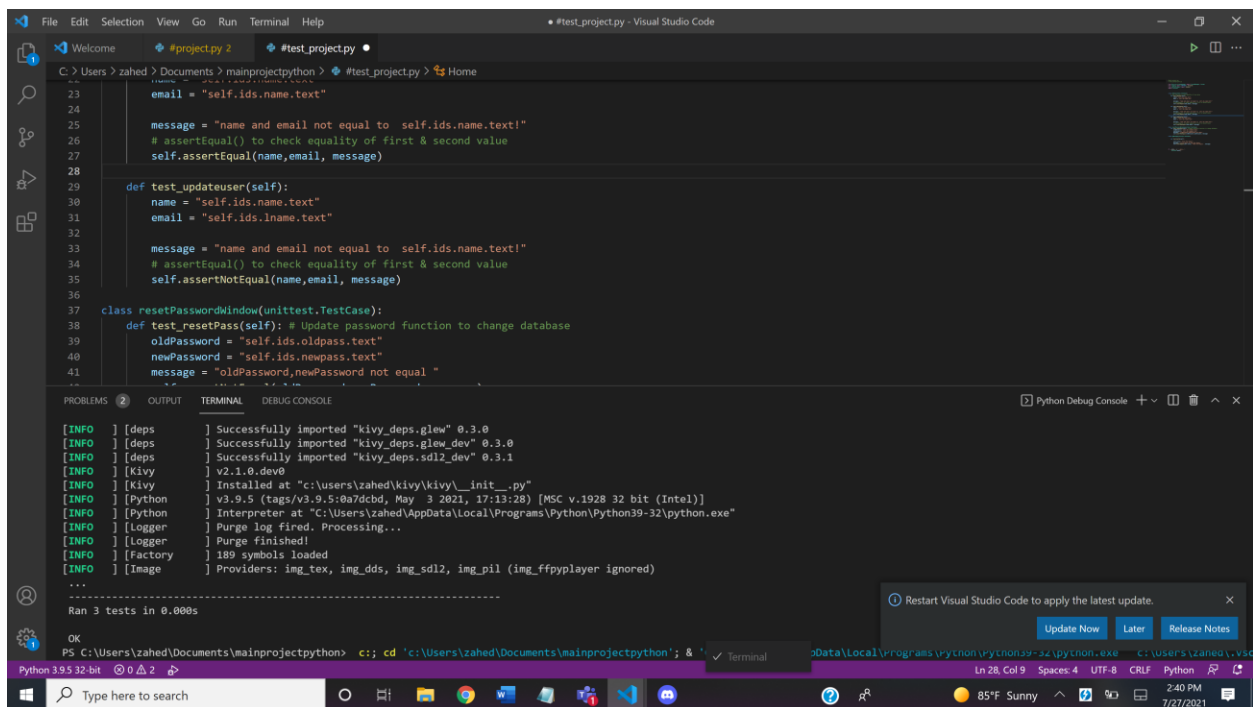 File Edit Selection View Go Run Terminal Help
● #test_project.py - Visual Studio Code
Welcome #project.py 2 #test_project.py ●
C: > Users > zahed > Documents > mainprojectpython > #test_project.py > Home
23 email = "self.ids.name.text"
24
25 message = "name and email not equal to  self.ids.name.text!"
26 # assertEqual() to check equality of first & second value
27 self.assertEqual(name,email, message)
28
29 def test_updateuser(self):
30 name = "self.ids.name.text"
31 email = "self.ids.lname.text"
32
33 message = "name and email not equal to  self.ids.name.text!"
34 # assertEqual() to check equality of first & second value
35 self.assertNotEqual(name,email, message)
36
37 class resetPasswordWindow(unittest.TestCase):
38 def test_resetPass(self): # Update password function to change database
39 oldPassword = "self.ids.oldpass.text"
40 newPassword = "self.ids.newpass.text"
41 message = "oldPassword,newPassword not equal "
PROBLEMS 2 OUTPUT TERMINAL DEBUG CONSOLE
Python Debug Console
[INFO   ] [deps        ] Successfully imported "kivy_deps.glew" 0.3.0
[INFO   ] [deps        ] Successfully imported "kivy_deps.glew_dev" 0.3.0
[INFO   ] [deps        ] Successfully imported "kivy_deps.sdl2_dev" 0.3.1
[INFO   ] [Kivy        ] v2.1.0.dev0
[INFO   ] [Kivy        ] Installed at "c:\users\zahed\kivy\kivy\__init__.py"
[INFO   ] [Python      ] v3.9.5 (tags/v3.9.5:0a7dcbd, May  3 2021, 17:13:28) [MSC v.1928 32 bit (Intel)]
[INFO   ] [Python      ] Interpreter at "C:\Users\zahed\AppData\Local\Programs\Python\Python39-32\python.exe"
[INFO   ] [Logger      ] Purge log fired. Processing...
[INFO   ] [Logger      ] Purge finished!
[INFO   ] [Factory     ] 189 symbols loaded
[INFO   ] [Image       ] Providers: img_tex, img_dds, img_sdl2, img_pil (img_ffpyplayer ignored)
...
----------------------------------------------------------------------
Ran 3 tests in 0.000s
OK
PS C:\Users\zahed\Documents\mainprojectpython>  c:; cd 'c:\Users\zahed\Documents\mainprojectpython'; &
Data\Local\Programs\Python\Python39-32\python.exe' 'c:\Users\zahed\.vsc
Restart Visual Studio Code to apply the latest update.
Update Now Later Release Notes
Terminal
Python 3.9.5 32-bit 0 2
Ln 28, Col 9 Spaces: 4 UTF-8 CRLF Python
Type here to search
85°F Sunny
2:40 PM
7/27/2021